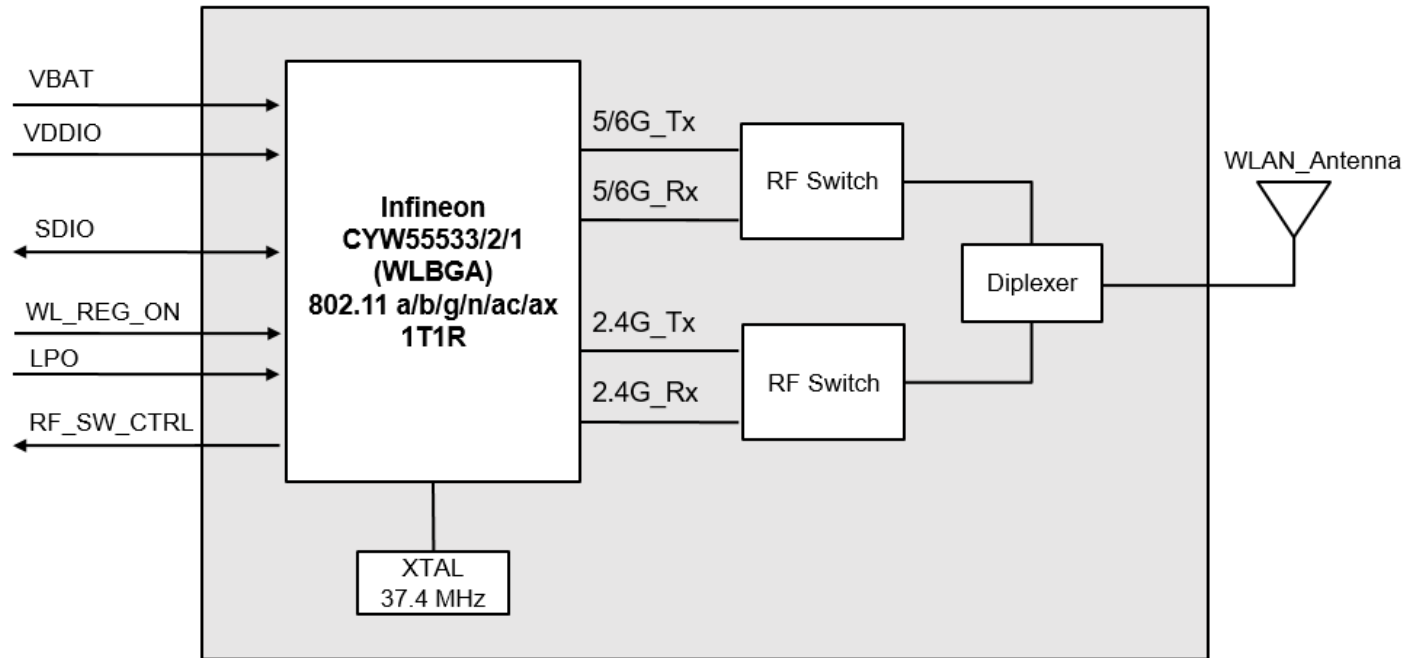 VBAT
VDDIO
SDIO
WL_REG_ON
LPO
RF_SW_CTRL
Infineon
CYW55533/2/1
(WLBGA)
802.11 a/b/g/n/ac/ax
1T1R
XTAL
37.4 MHz
5/6G_Tx
5/6G_Rx
RF Switch
2.4G_Tx
2.4G_Rx
RF Switch
Diplexer
WLAN_Antenna